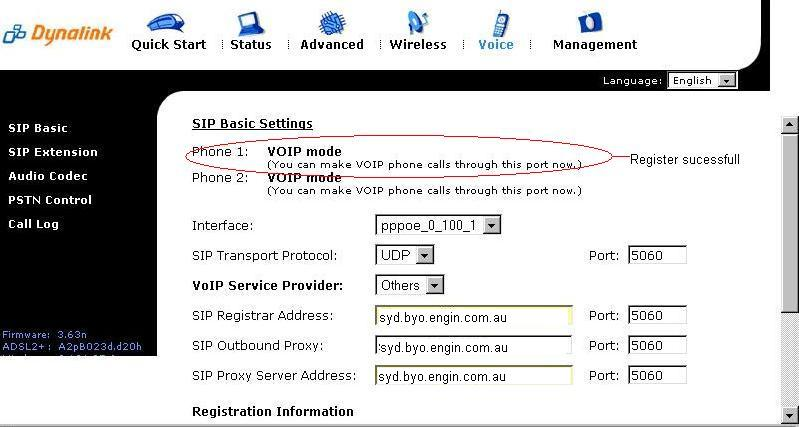 Dynalink
Quick Start Status Advanced Wireless Voice Management
Language: English
SIP Basic
SIP Extension
Audio Codec
PSTN Control
Call Log
Firmware: 3.63n
ADSL2+: A2pB023d.d20h
SIP Basic Settings
Phone 1: VOIP mode
(You can make VOIP phone calls through this port now.)
Register sucessfull
Phone 2: VOIP mode
(You can make VOIP phone calls through this port now.)
Interface: pppoe_0_100_1
SIP Transport Protocol: UDP Port: 5060
VoIP Service Provider: Others
SIP Registrar Address: syd.byo.engin.com.au Port: 5060
SIP Outbound Proxy: syd.byo.engin.com.au Port: 5060
SIP Proxy Server Address: syd.byo.engin.com.au Port: 5060
Registration Information